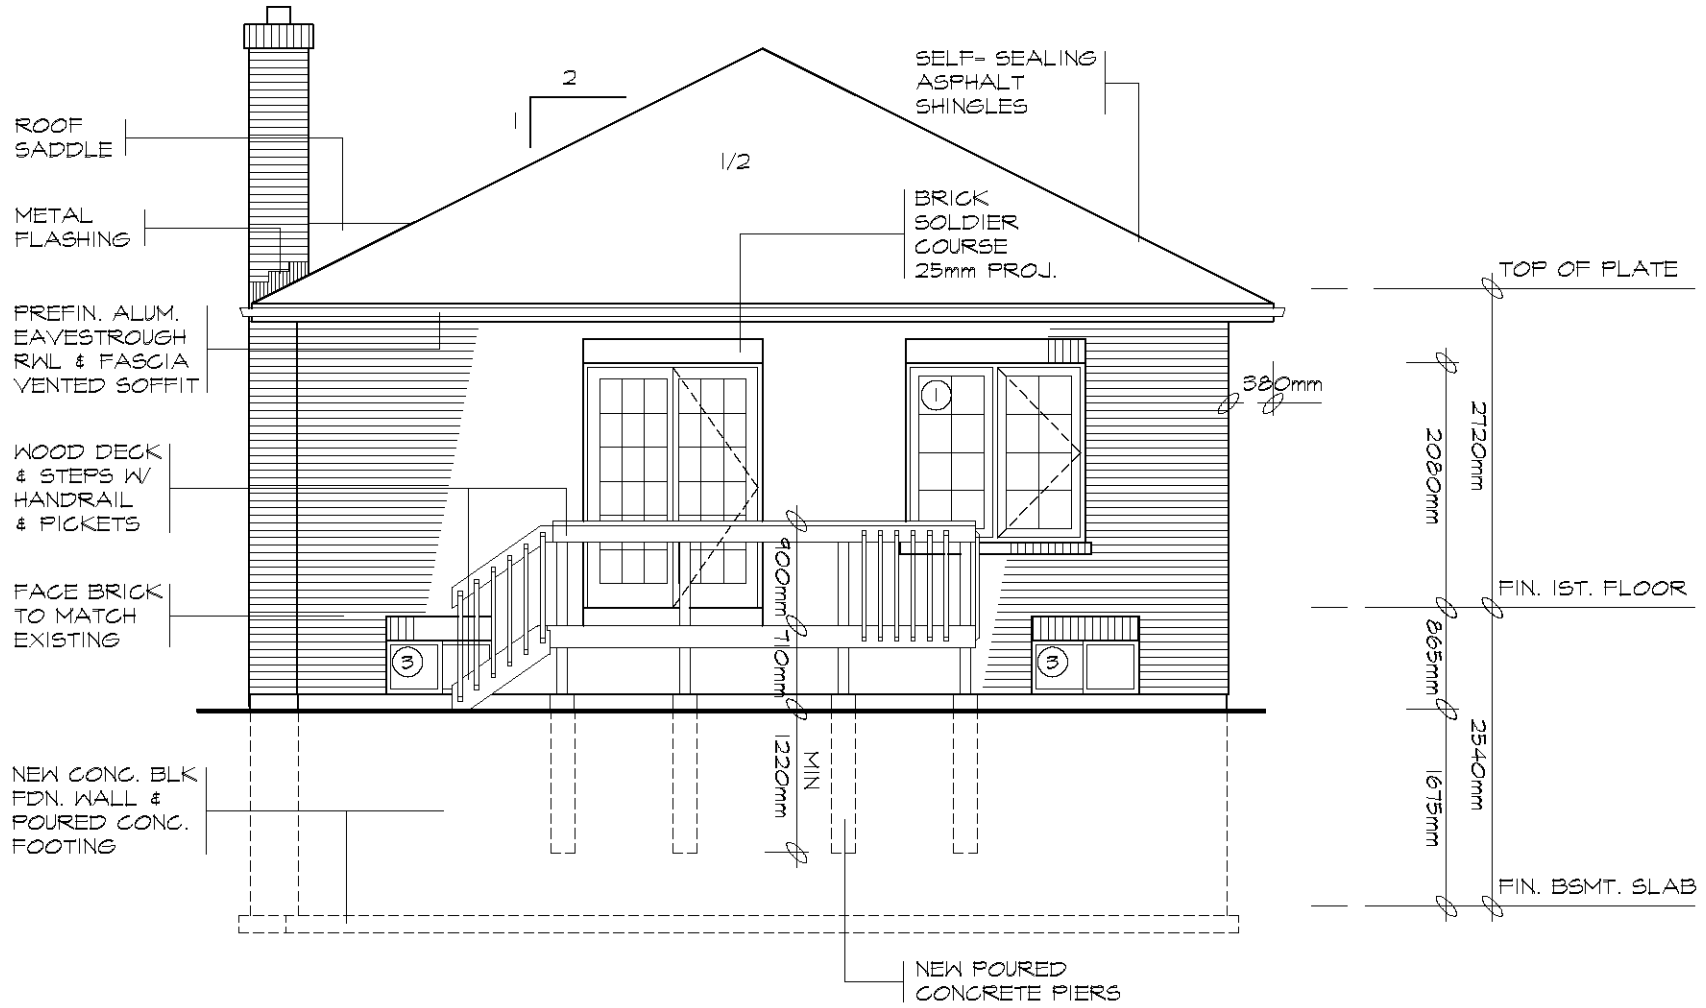 ROOF
SADDLE
METAL
FLASHING
PREFIN. ALUM.
EAVESTROUGH
RWL & FASCIA
VENTED SOFFIT
WOOD DECK
& STEPS W/
HANDRAIL
& PICKETS
FACE BRICK
TO MATCH
EXISTING
NEW CONC. BLK
FDN. WALL &
POURED CONC.
FOOTING
2
1
1/2
SELF- SEALING
ASPHALT
SHINGLES
BRICK
SOLDIER
COURSE
25mm PROJ.
1
3
3
900mm
710mm
1220mm
MIN
NEW POURED
CONCRETE PIERS
380mm
TOP OF PLATE
2720mm
2080mm
FIN. 1ST. FLOOR
865mm
2540mm
1675mm
FIN. BSMT. SLAB